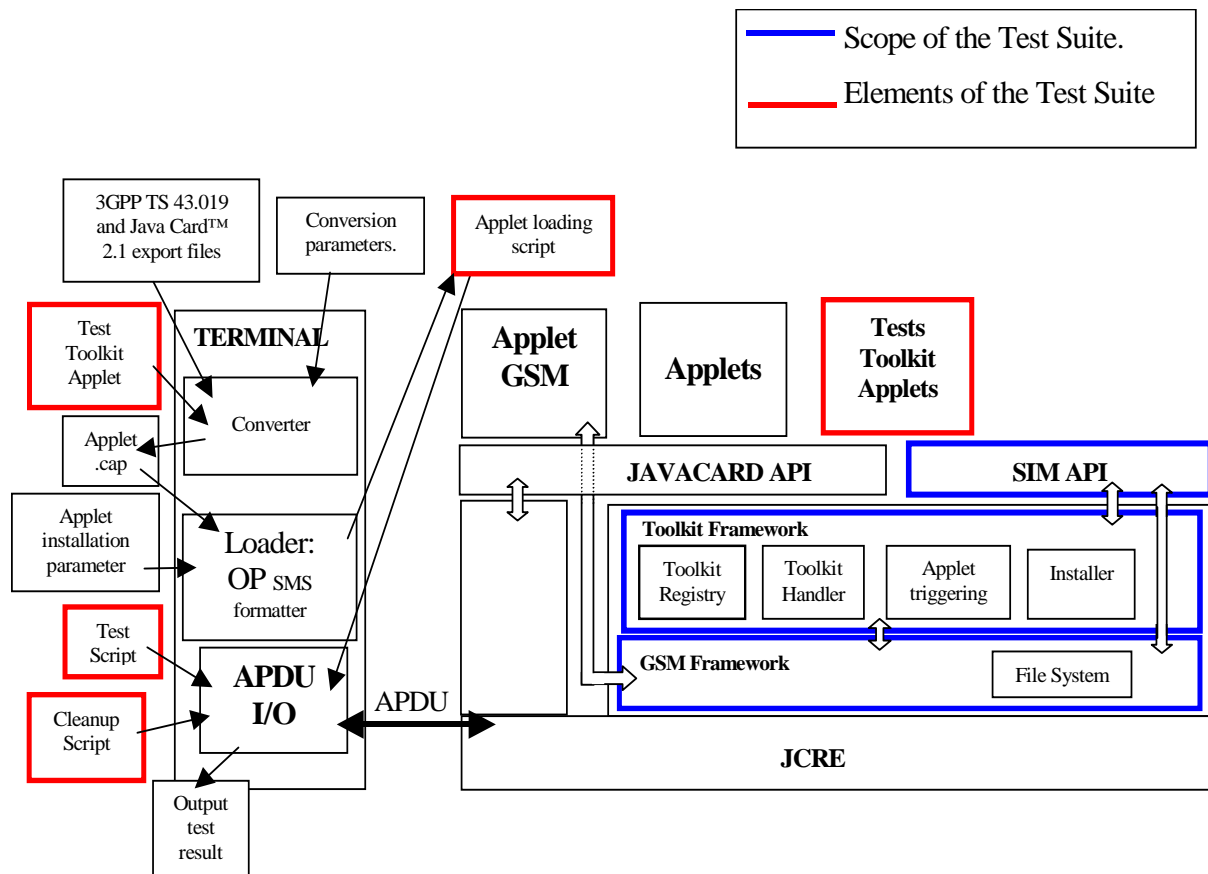 Scope of the Test Suite.
Elements of the Test Suite
3GPP TS 43.019
and Java Card™
2.1 export files
Conversion
parameters.
Applet loading
script
Test
Toolkit
Applet
TERMINAL
Applet
GSM
Applets
Tests
Toolkit
Applets
Converter
Applet
.cap
JAVACARD API
SIM API
Applet
installation
parameter
Loader:
OP SMS
formatter
Toolkit Framework
Toolkit
Registry
Toolkit
Handler
Applet
triggering
Installer
Test
Script
GSM Framework
File System
APDU
I/O
APDU
Cleanup
Script
JCRE
Output
test
result